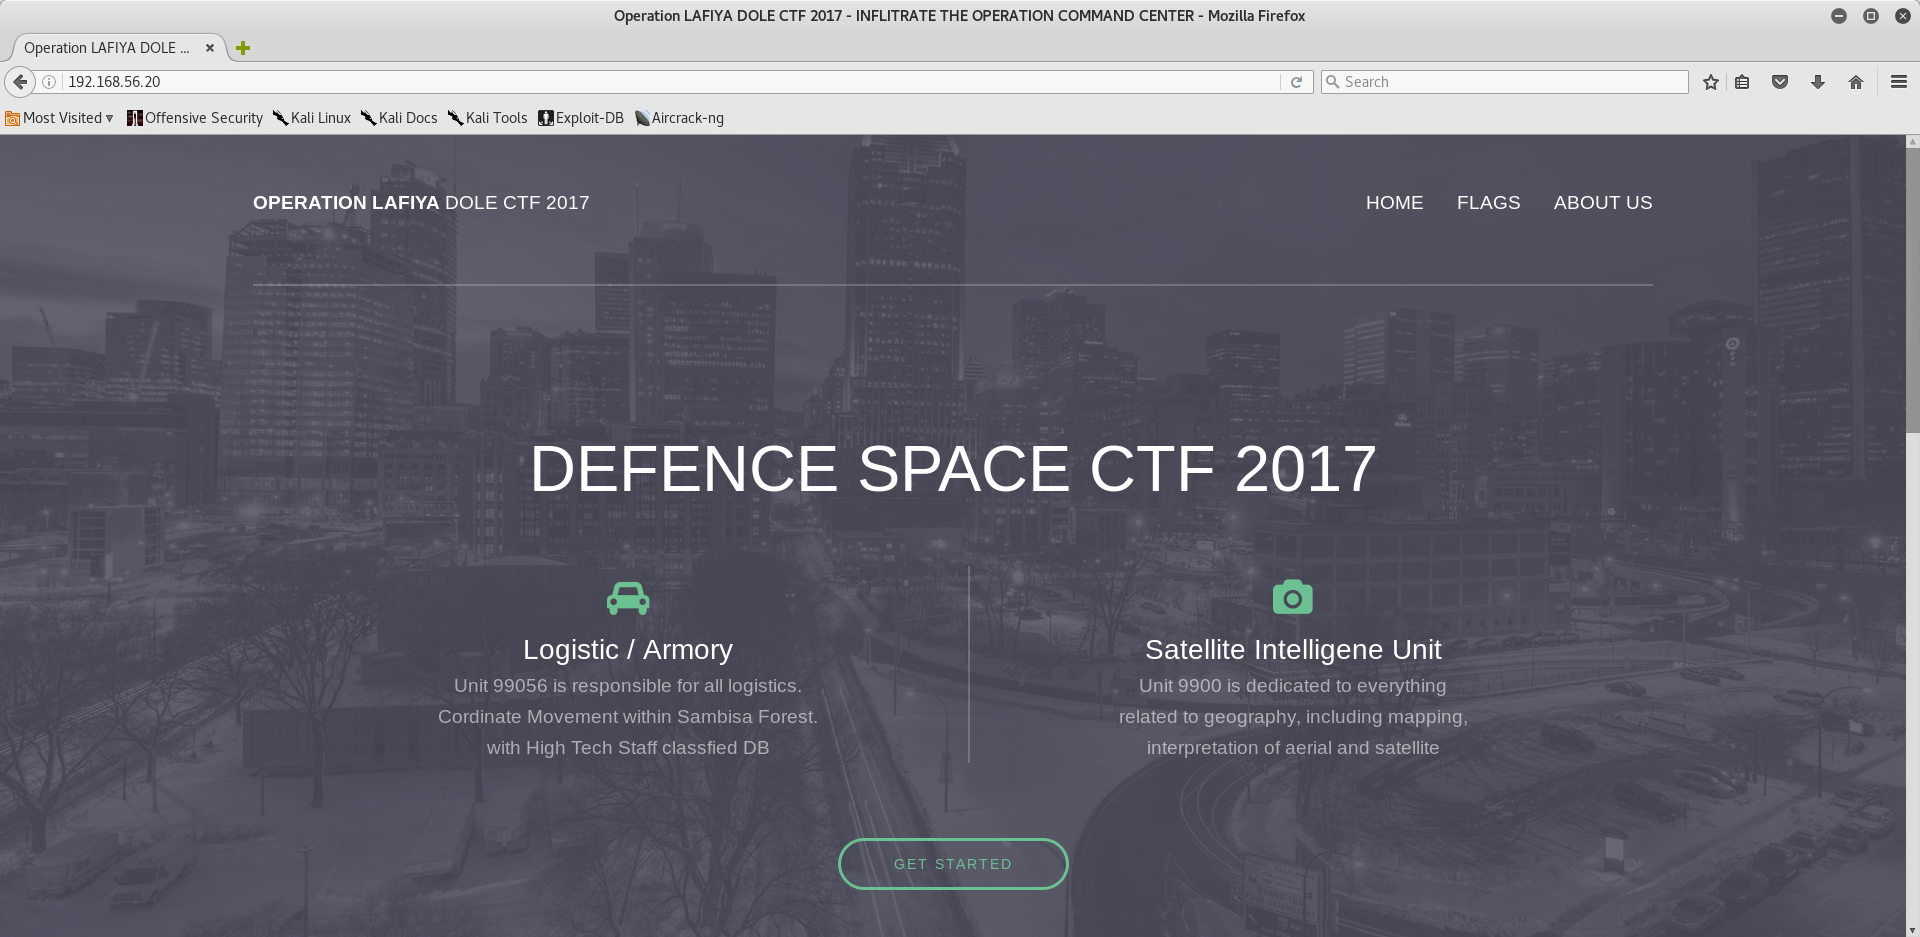 Operation LAFIYA DOLE CTF 2017 - INFLITRATE THE OPERATION COMMAND CENTER - Mozilla Firefox
Operation LAFIYA DOLE ...
192.168.56.20
Search
Most Visited
Offensive Security
Kali Linux
Kali Docs
Kali Tools
Exploit-DB
Aircrack-ng
OPERATION LAFIYA DOLE CTF 2017
HOME
FLAGS
ABOUT US
DEFENCE SPACE CTF 2017
Logistic / Armory
Unit 99056 is responsible for all logistics.
Cordinate Movement within Sambisa Forest.
with High Tech Staff classfied DB
Satellite Intelligene Unit
Unit 9900 is dedicated to everything
related to geography, including mapping,
interpretation of aerial and satellite
GET STARTED